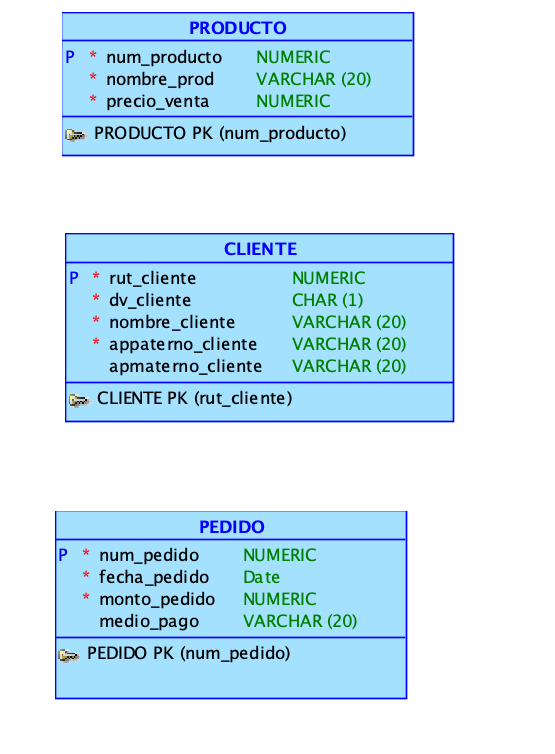 PRODUCTO
P * num_producto NUMERIC
* nombre_prod VARCHAR (20)
* precio_venta NUMERIC
PRODUCTO PK (num_producto)
CLIENTE
P * rut_cliente NUMERIC
* dv_cliente CHAR (1)
* nombre_cliente VARCHAR (20)
* appaterno_cliente VARCHAR (20)
apmaterno_cliente VARCHAR (20)
CLIENTE PK (rut_cliente)
PEDIDO
P * num_pedido NUMERIC
* fecha_pedido Date
* monto_pedido NUMERIC
medio_pago VARCHAR (20)
PEDIDO PK (num_pedido)